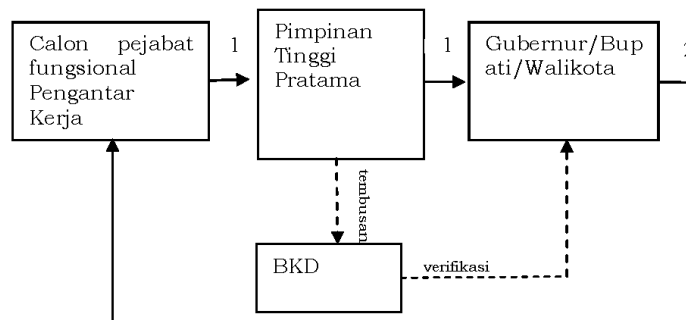 Calon pejabat
fungsional
Pengantar
Kerja
1
Pimpinan
Tinggi
Pratama
1
Gubernur/Bup
ati/Walikota
tembusan
BKD
verifikasi